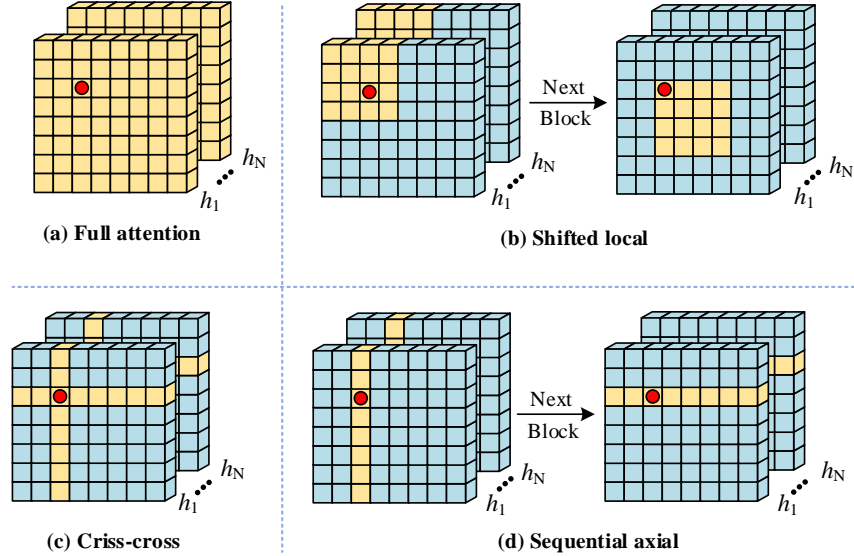 h_N
h_1
(a) Full attention
Next
Block
h_N
h_1
h_N
h_1
(b) Shifted local
h_N
h_1
(c) Criss-cross
Next
Block
h_N
h_1
h_N
h_1
(d) Sequential axial